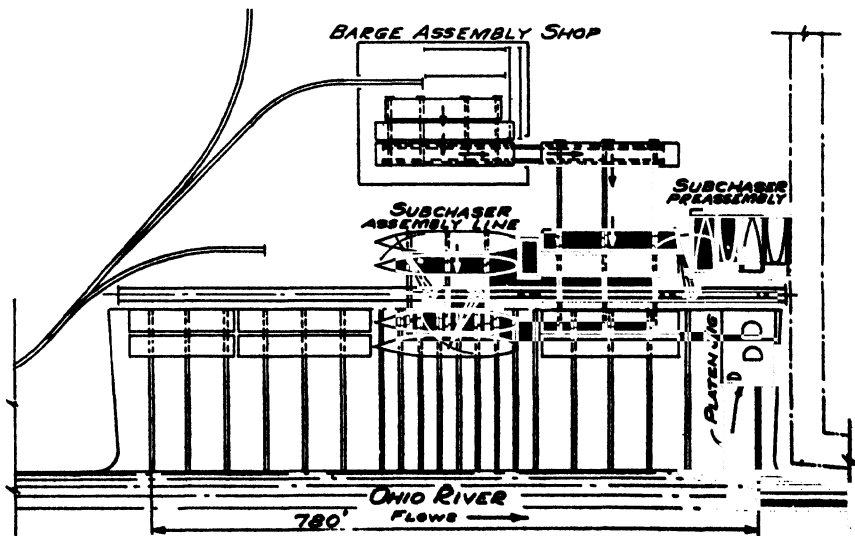 BARGE ASSEMBLY SHOP
SUBCHASER
PREASSEMBLY
SUBCHASER
ASSEMBLY LINE
PLATEN JIG
D
D
D
OHIO RIVER
FLOWS
780'